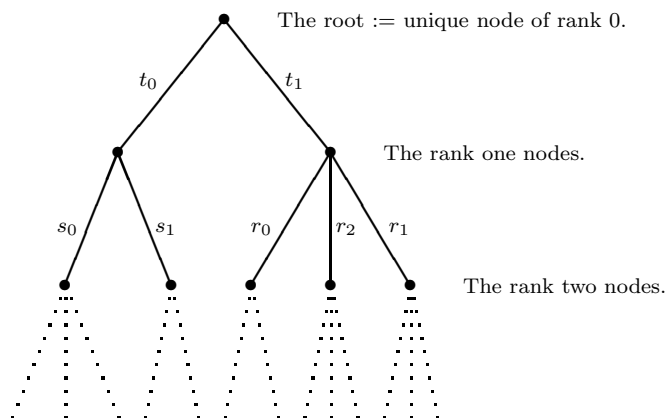 The root := unique node of rank 0.
t₀ t₁
The rank one nodes.
s₀ s₁ r₀ r₂ r₁
The rank two nodes.